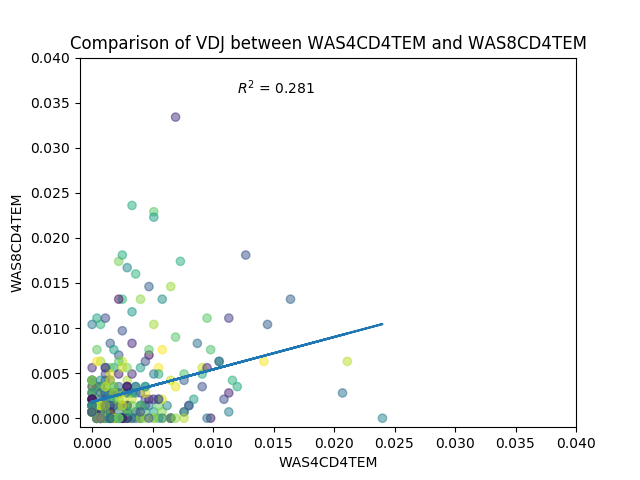 Comparison of VDJ between WAS4CD4TEM and WAS8CD4TEM
R² = 0.281
0.040
0.035
0.030
0.025
0.020
0.015
0.010
0.005
0.000
WAS8CD4TEM
0.000 0.005 0.010 0.015 0.020 0.025 0.030 0.035 0.040
WAS4CD4TEM